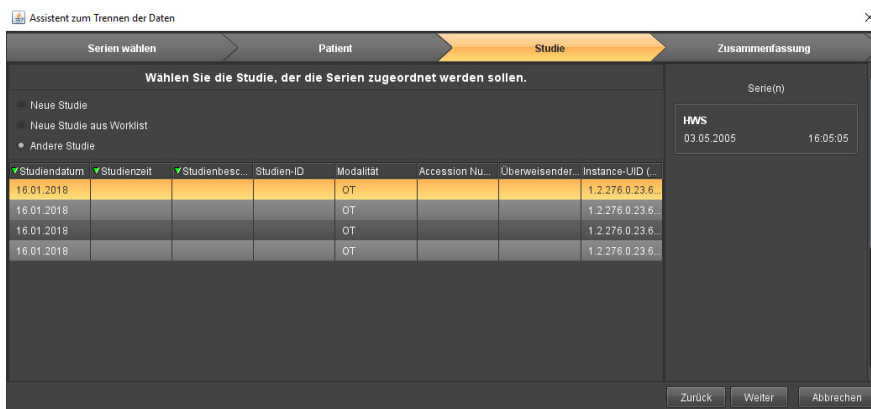 Assistent zum Trennen der Daten
Serien wählen Patient Studie Zusammenfassung
Wählen Sie die Studie, der die Serien zugeordnet werden sollen.
Neue Studie
Neue Studie aus Worklist
Andere Studie
Studiendatum Studienzeit Studienbesc... Studien-ID Modalität Accession Nu... Überweisender... Instance-UID (...
16.01.2018 OT 1.2.276.0.23.6...
16.01.2018 OT 1.2.276.0.23.6...
16.01.2018 OT 1.2.276.0.23.6...
16.01.2018 OT 1.2.276.0.23.6...
Serie(n)
HWS
03.05.2005 16:05:05
Zurück Weiter Abbrechen